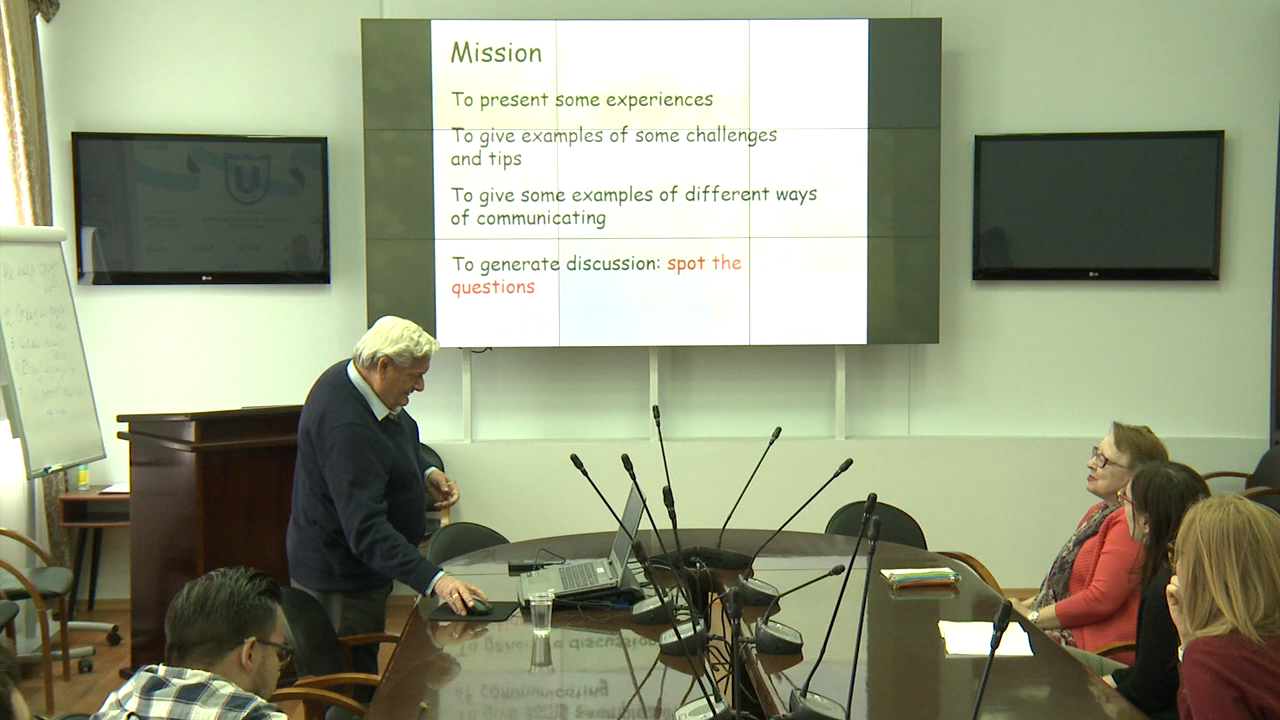 Mission
To present some experiences
To give examples of some challenges
and tips
To give some examples of different ways
of communicating
To generate discussion: spot the
questions